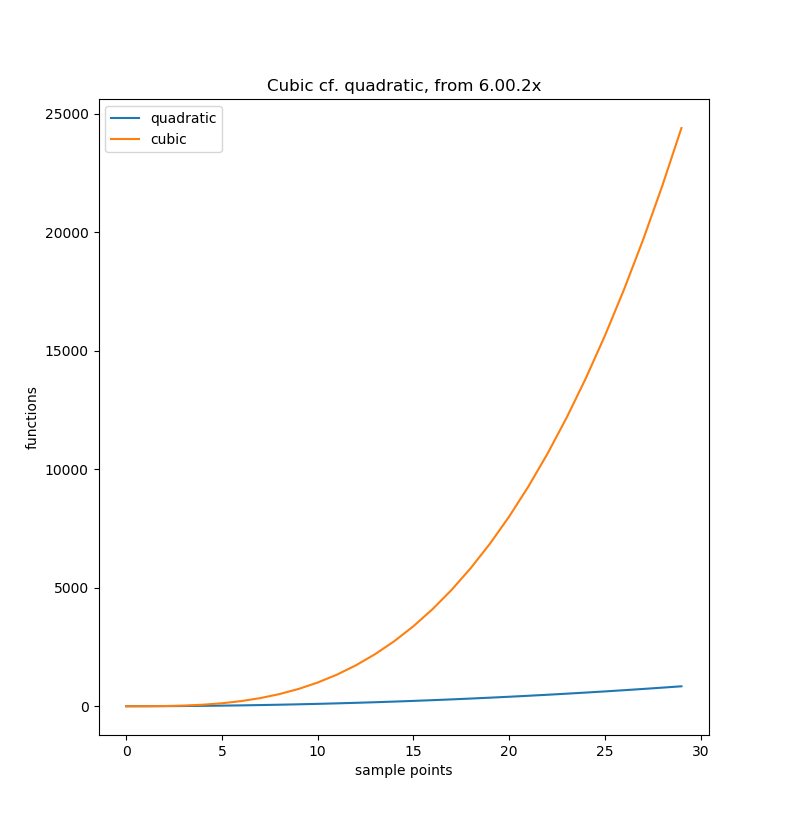 Cubic cf. quadratic, from 6.00.2x
quadratic
cubic
25000
20000
15000
10000
5000
0
functions
0 5 10 15 20 25 30
sample points